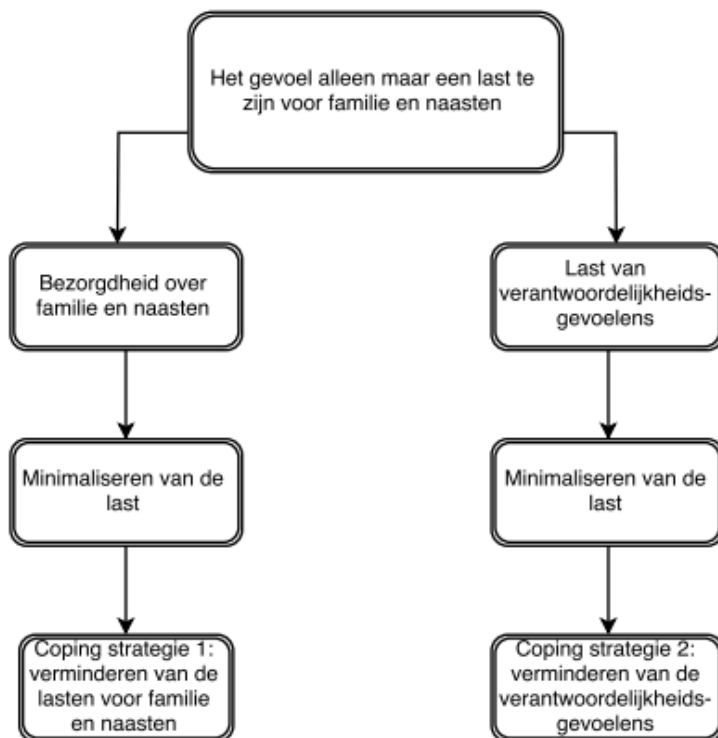 Het gevoel alleen maar een last te
zijn voor familie en naasten
Bezorgdheid over
familie en naasten
Last van
verantwoordelijkheids-
gevoelens
Minimaliseren van de
last
Minimaliseren van de
last
Coping strategie 1:
verminderen van de
lasten voor familie
en naasten
Coping strategie 2:
verminderen van de
verantwoordelijkheids-
gevoelens